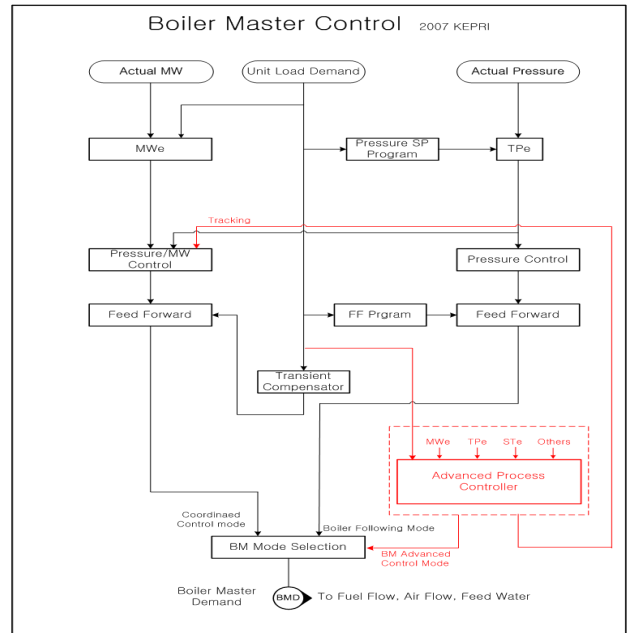 Boiler Master Control 2007 KEPRI
Actual MW
Unit Load Demand
Actual Pressure
MWe
Pressure SP
Program
TPe
Tracking
Pressure/MW
Control
Pressure Control
Feed Forward
FF Prgram
Feed Forward
Transient
Compensator
MWe TPe STe Others
Advanced Process
Controller
Coordinaed
Control mode
Boiler Following Mode
BM Mode Selection
BM Advanced
Control Mode
Boiler Master
Demand
BMD
To Fuel Flow, Air Flow, Feed Water